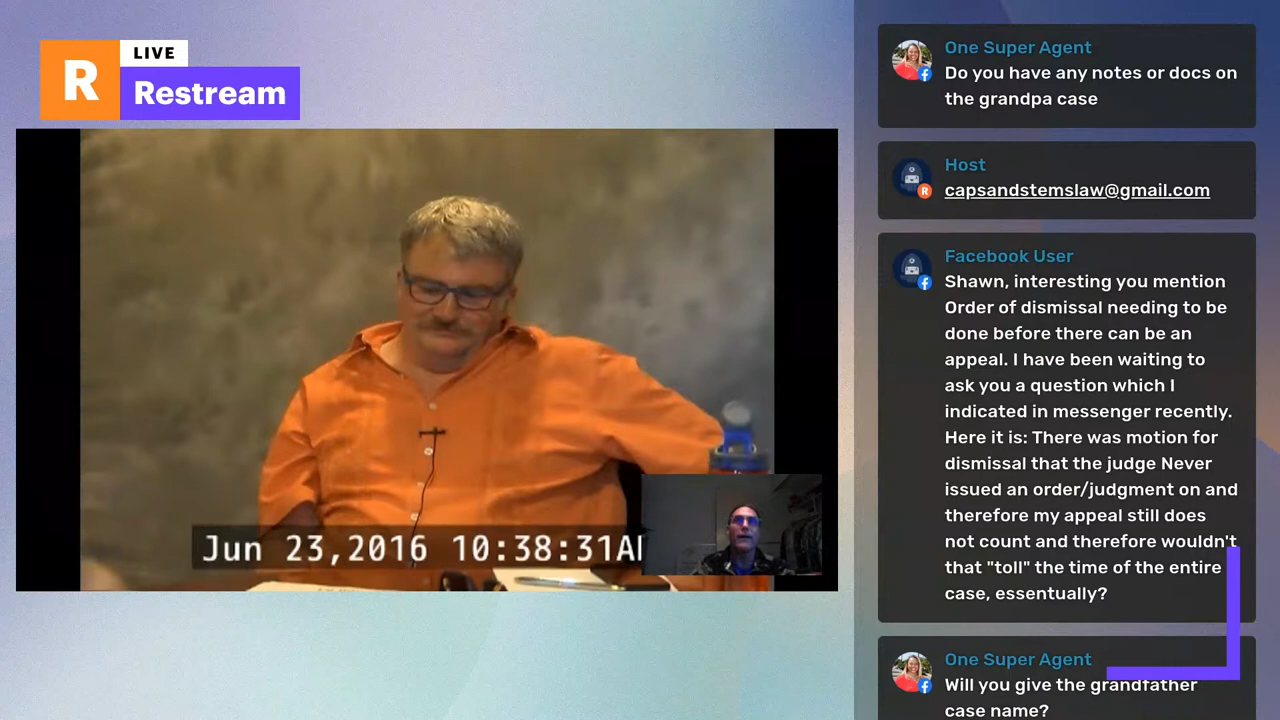 LIVE
R
Restream
Jun 23,2016 10:38:31A
One Super Agent
Do you have any notes or docs on
the grandpa case
Host
R
capsandstemslaw@gmail.com
Facebook User
Shawn, interesting you mention
Order of dismissal needing to be
done before there can be an
appeal. I have been waiting to
ask you a question which I
indicated in messenger recently.
Here it is: There was motion for
dismissal that the judge Never
issued an order/judgment on and
therefore my appeal still does
not count and therefore wouldn't
that "toll" the time of the entire
case, essentually?
One Super Agent
Will you give the grandfather
case name?